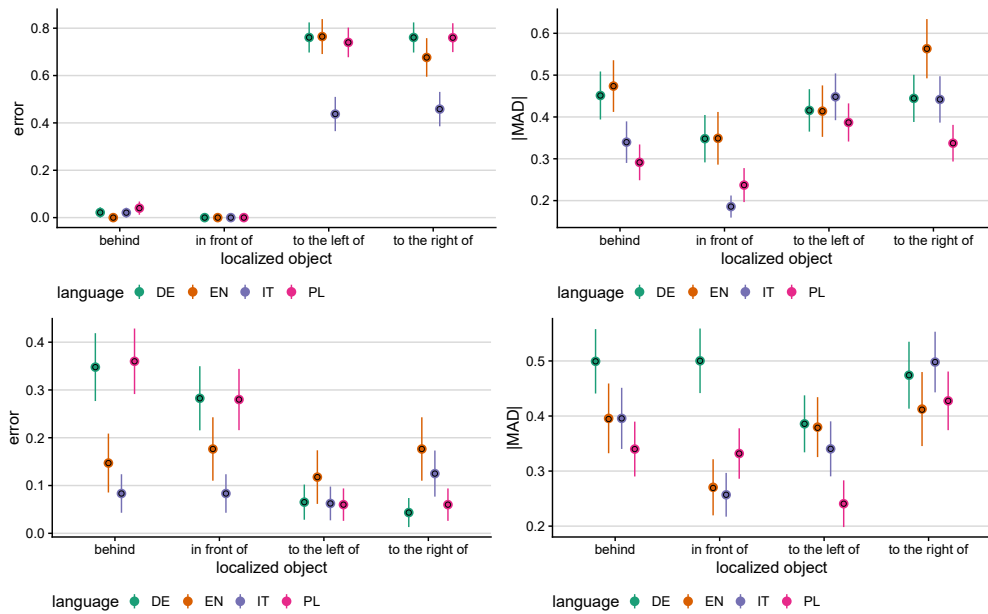 error
0.8
0.6
0.4
0.2
0.0
behind
in front of
to the left of
to the right of
localized object
language DE EN IT PL
|MAD|
0.6
0.5
0.4
0.3
0.2
behind
in front of
to the left of
to the right of
localized object
language DE EN IT PL
error
0.4
0.3
0.2
0.1
0.0
behind
in front of
to the left of
to the right of
localized object
language DE EN IT PL
|MAD|
0.5
0.4
0.3
0.2
behind
in front of
to the left of
to the right of
localized object
language DE EN IT PL